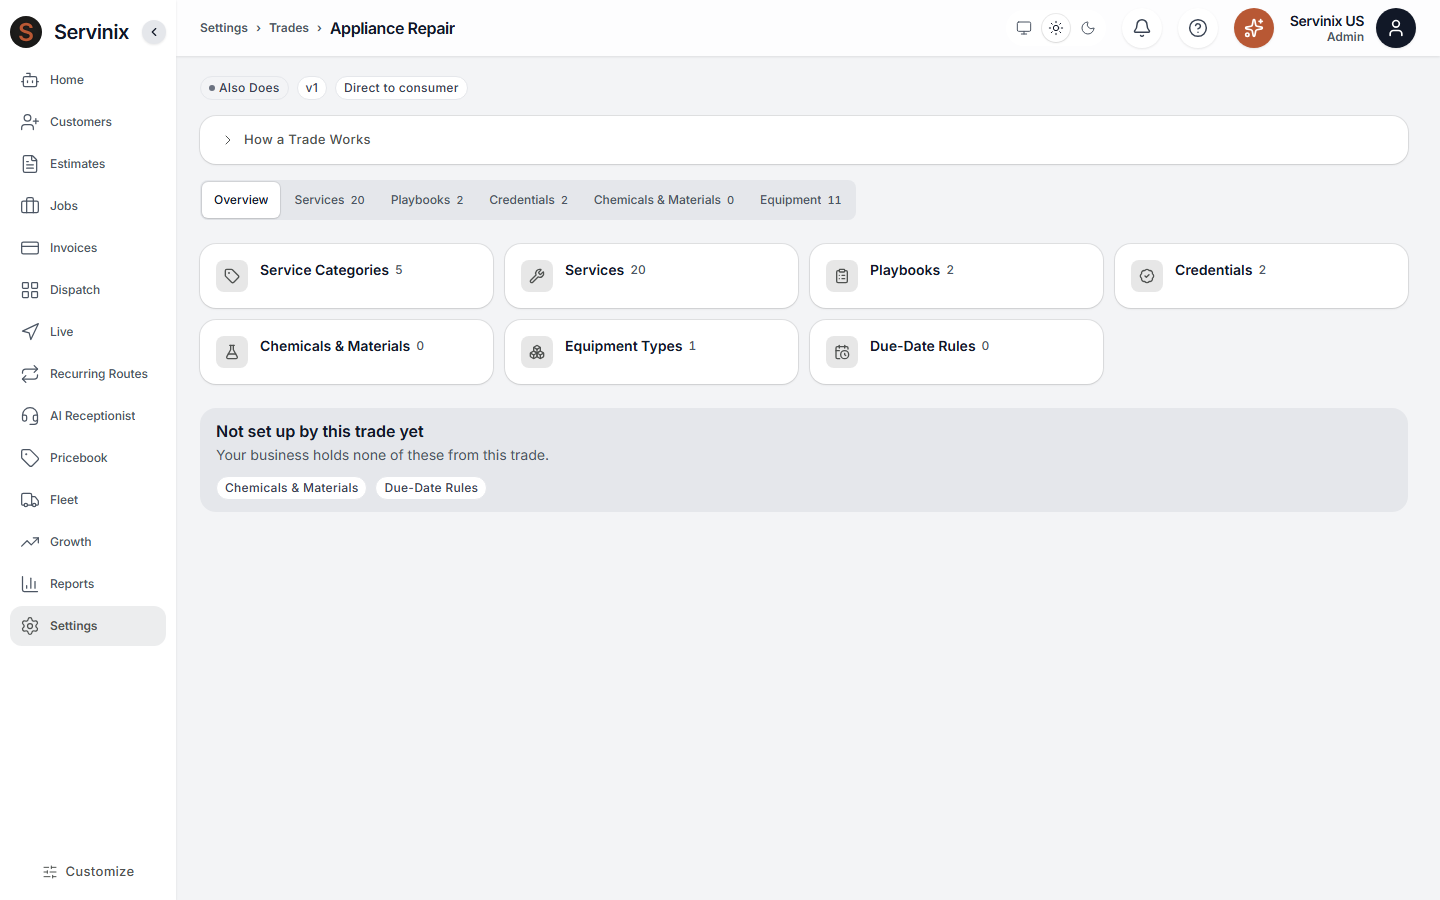 S Servinix
Settings › Trades › Appliance Repair
Servinix US
Admin
Home
Customers
Estimates
Jobs
Invoices
Dispatch
Live
Recurring Routes
AI Receptionist
Pricebook
Fleet
Growth
Reports
Settings
Customize
Also Does v1 Direct to consumer
How a Trade Works
Overview Services 20 Playbooks 2 Credentials 2 Chemicals & Materials 0 Equipment 11
Service Categories 5 Services 20 Playbooks 2 Credentials 2
Chemicals & Materials 0 Equipment Types 1 Due-Date Rules 0
Not set up by this trade yet
Your business holds none of these from this trade.
Chemicals & Materials Due-Date Rules